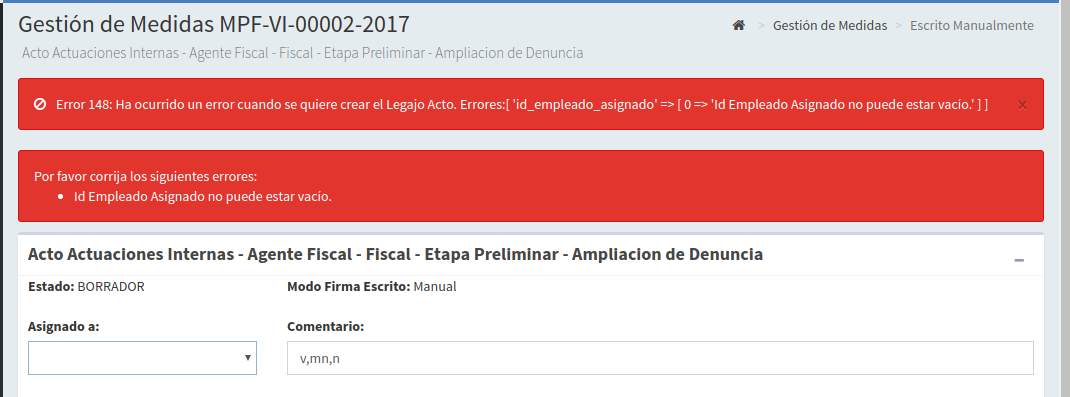 Gestión de Medidas MPF-VI-00002-2017
Gestión de Medidas > Escrito Manualmente
Acto Actuaciones Internas - Agente Fiscal - Fiscal - Etapa Preliminar - Ampliacion de Denuncia
Error 148: Ha ocurrido un error cuando se quiere crear el Legajo Acto. Errores:[ 'id_empleado_asignado' => [ 0 => 'Id Empleado Asignado no puede estar vacío.' ] ]
Por favor corrija los siguientes errores:
Id Empleado Asignado no puede estar vacío.
Acto Actuaciones Internas - Agente Fiscal - Fiscal - Etapa Preliminar - Ampliacion de Denuncia
Estado: BORRADOR
Modo Firma Escrito: Manual
Asignado a:
Comentario:
v,mn,n